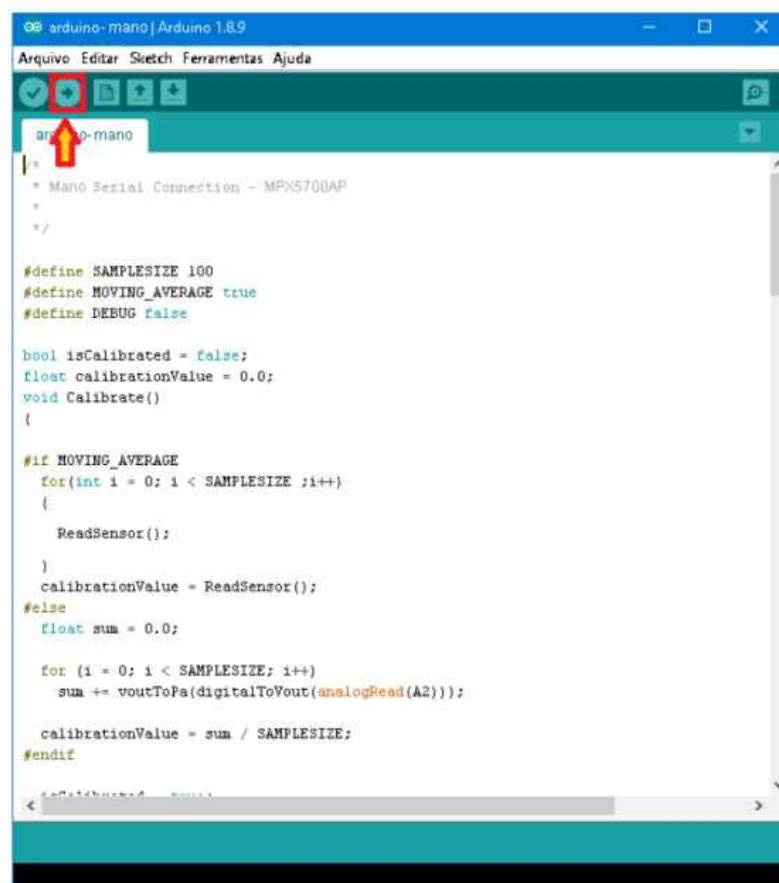 arduino-mano | Arduino 1.8.9
Arquivo Editar Sketch Ferramentas Ajuda
arduino-mano
/*
* Mano Serial Connection - MPX5700AP
*
*/
#define SAMPLESIZE 100
#define MOVING_AVERAGE true
#define DEBUG false
bool isCalibrated = false;
float calibrationValue = 0.0;
void Calibrate()
{
#if MOVING_AVERAGE
for(int i = 0; i < SAMPLESIZE ;i++)
{
ReadSensor();
}
calibrationValue = ReadSensor();
#else
float sum = 0.0;
for (i = 0; i < SAMPLESIZE; i++)
sum += voutToPa(digitalToVout(analogRead(A2)));
calibrationValue = sum / SAMPLESIZE;
#endif